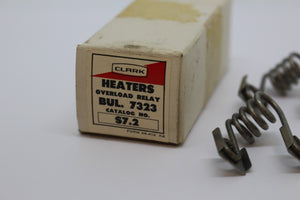 CLARK
HEATERS
OVERLOAD RELAY
BUL. 7323
CATALOG NO.
S7.2